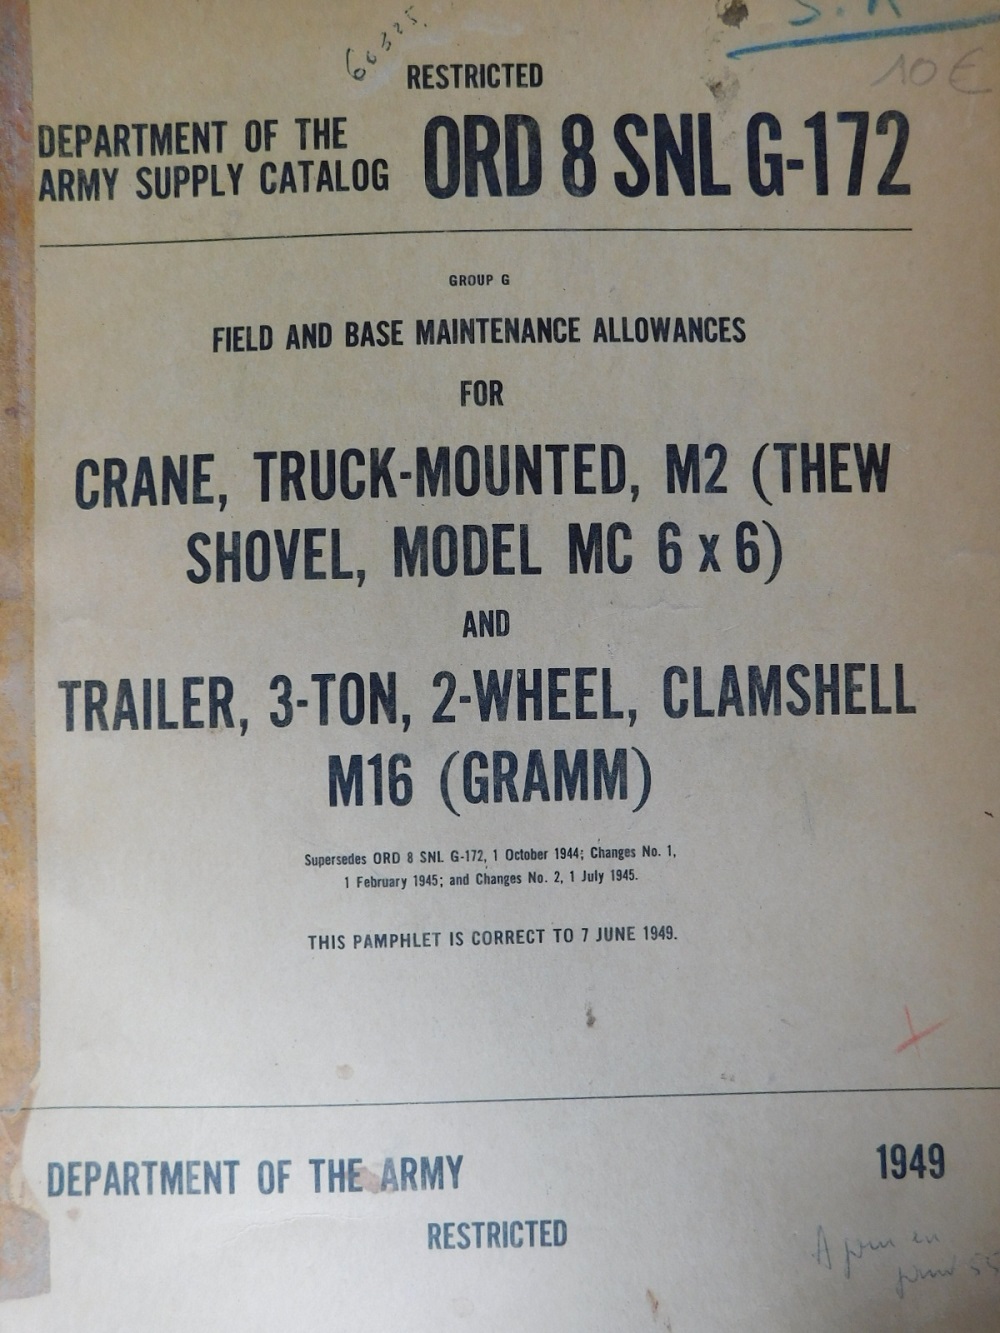 60325.
S.R
RESTRICTED
10 €
DEPARTMENT OF THE
ARMY SUPPLY CATALOG
ORD 8 SNL G-172
GROUP G
FIELD AND BASE MAINTENANCE ALLOWANCES
FOR
CRANE, TRUCK-MOUNTED, M2 (THEW
SHOVEL, MODEL MC 6 x 6)
AND
TRAILER, 3-TON, 2-WHEEL, CLAMSHELL
M16 (GRAMM)
Supersedes ORD 8 SNL G-172, 1 October 1944; Changes No. 1,
1 February 1945; and Changes No. 2, 1 July 1945.
THIS PAMPHLET IS CORRECT TO 7 JUNE 1949.
DEPARTMENT OF THE ARMY
1949
RESTRICTED